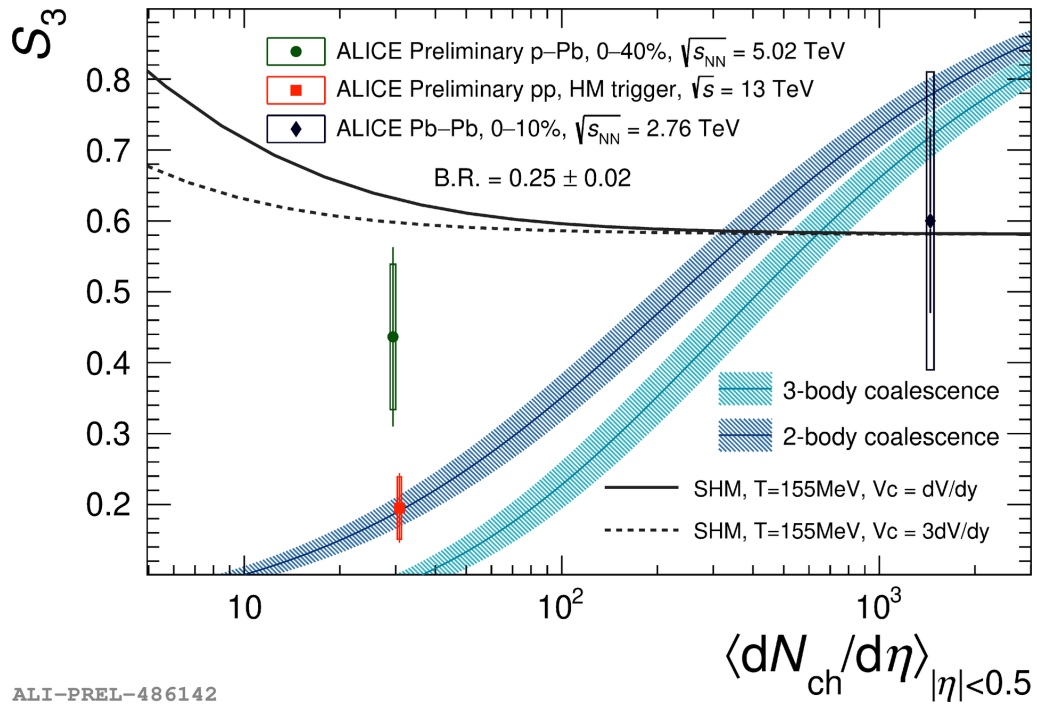 S₃
ALICE Preliminary p–Pb, 0–40%, √sNN = 5.02 TeV
ALICE Preliminary pp, HM trigger, √s = 13 TeV
ALICE Pb–Pb, 0–10%, √sNN = 2.76 TeV
B.R. = 0.25 ± 0.02
0.8
0.7
0.6
0.5
0.4
0.3
0.2
3-body coalescence
2-body coalescence
SHM, T=155MeV, Vc = dV/dy
SHM, T=155MeV, Vc = 3dV/dy
10
10²
10³
⟨dNch/dη⟩|η|<0.5
ALI–PREL–486142